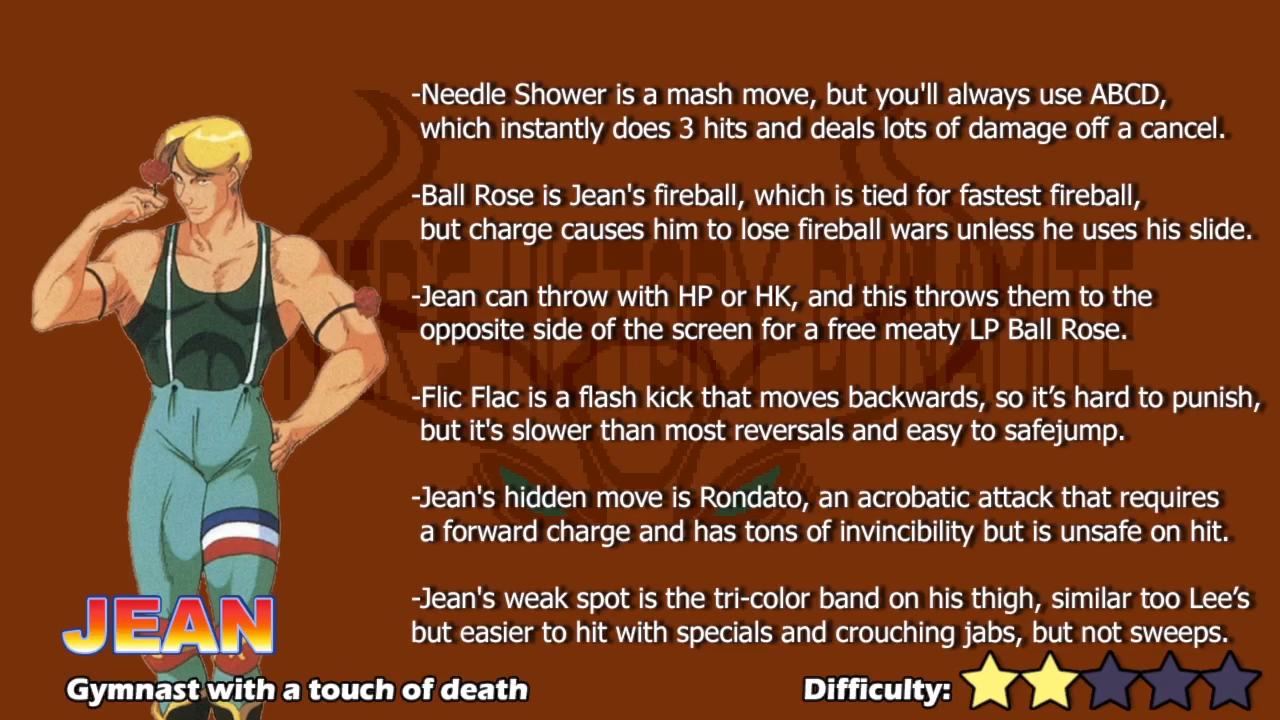 -Needle Shower is a mash move, but you'll always use ABCD,
which instantly does 3 hits and deals lots of damage off a cancel.
-Ball Rose is Jean's fireball, which is tied for fastest fireball,
but charge causes him to lose fireball wars unless he uses his slide.
-Jean can throw with HP or HK, and this throws them to the
opposite side of the screen for a free meaty LP Ball Rose.
-Flic Flac is a flash kick that moves backwards, so it’s hard to punish,
but it's slower than most reversals and easy to safejump.
-Jean's hidden move is Rondato, an acrobatic attack that requires
a forward charge and has tons of invincibility but is unsafe on hit.
-Jean's weak spot is the tri-color band on his thigh, similar too Lee’s
but easier to hit with specials and crouching jabs, but not sweeps.
JEAN
Gymnast with a touch of death
Difficulty: